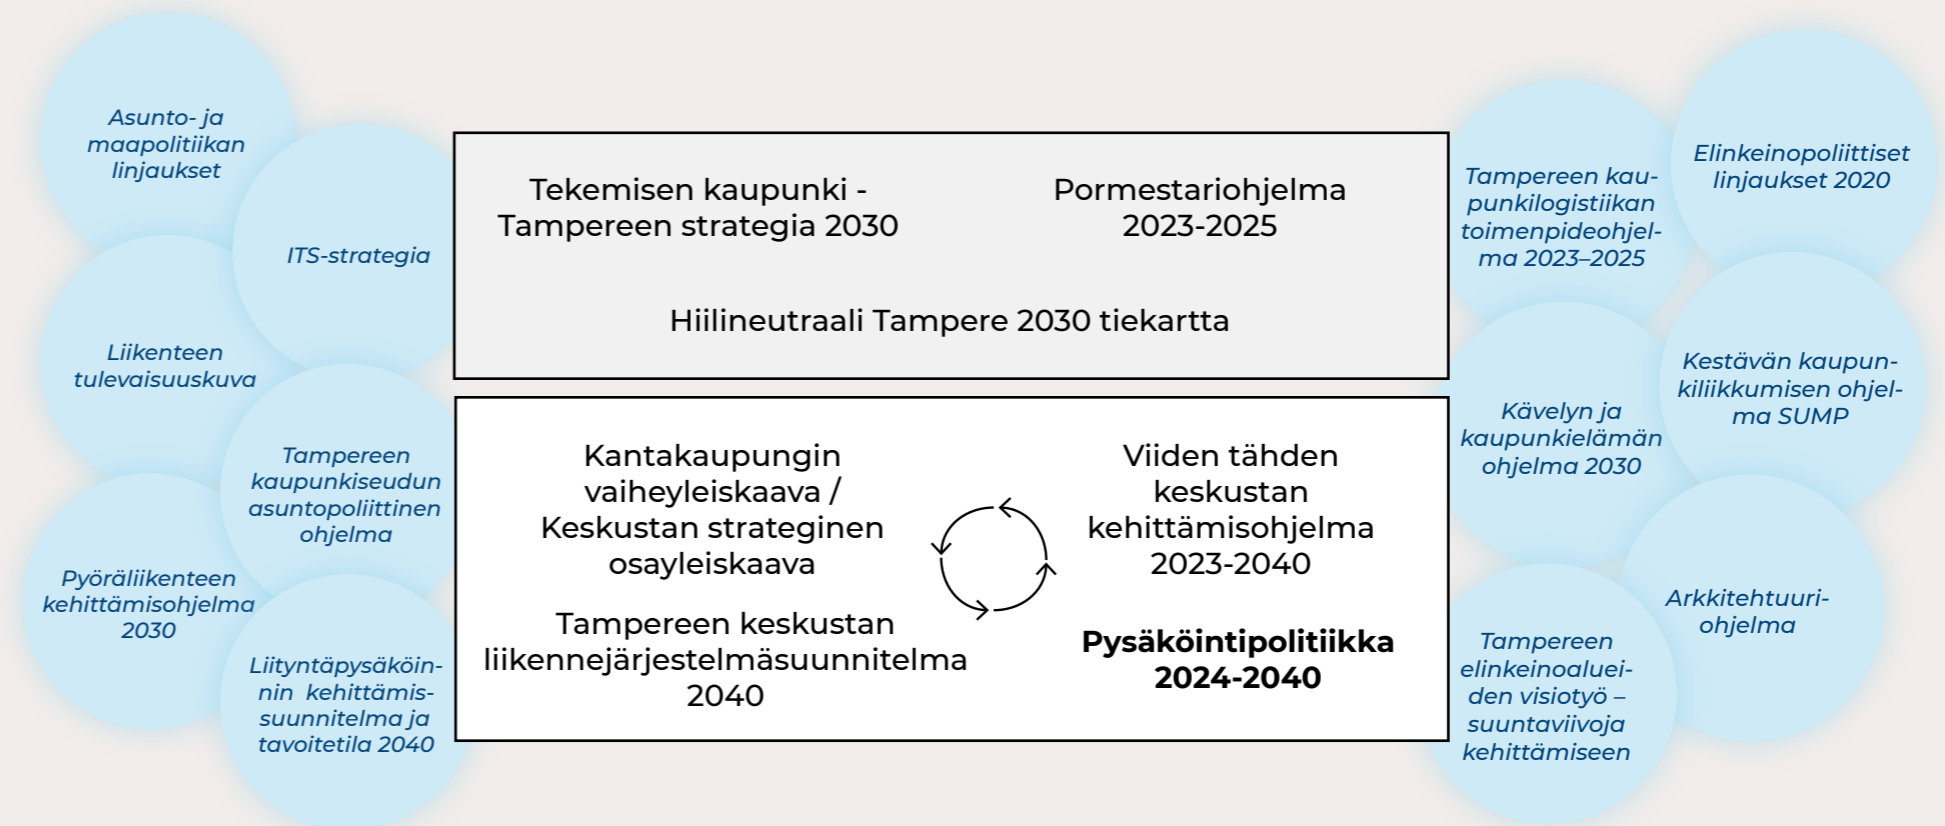 Asunto- ja
maapolitiikan
linjaukset
ITS-strategia
Liikenteen
tulevaisuuskuva
Tampereen
kaupunkiseudun
asuntopoliittinen
ohjelma
Pyöräliikenteen
kehittämisohjelma
2030
Liityntäpysäköin-
nin kehittämis-
suunnitelma ja
tavoitetila 2040
Tekemisen kaupunki -
Tampereen strategia 2030
Pormestariohjelma
2023-2025
Hiilineutraali Tampere 2030 tiekartta
Kantakaupungin
vaiheyleiskaava /
Keskustan strateginen
osayleiskaava
Viiden tähden
keskustan
kehittämisohjelma
2023-2040
Tampereen keskustan
liikennejärjestelmäsuunnitelma
2040
Pysäköintipolitiikka
2024-2040
Tampereen kau-
punkilogistiikan
toimenpideohjel-
ma 2023–2025
Elinkeinopoliittiset
linjaukset 2020
Kävelyn ja
kaupunkielämän
ohjelma 2030
Kestävän kaupun-
kiliikkumisen ohjel-
ma SUMP
Arkkitehtuuri-
ohjelma
Tampereen
elinkeinoaluei-
den visiotyö –
suuntaviivoja
kehittämiseen